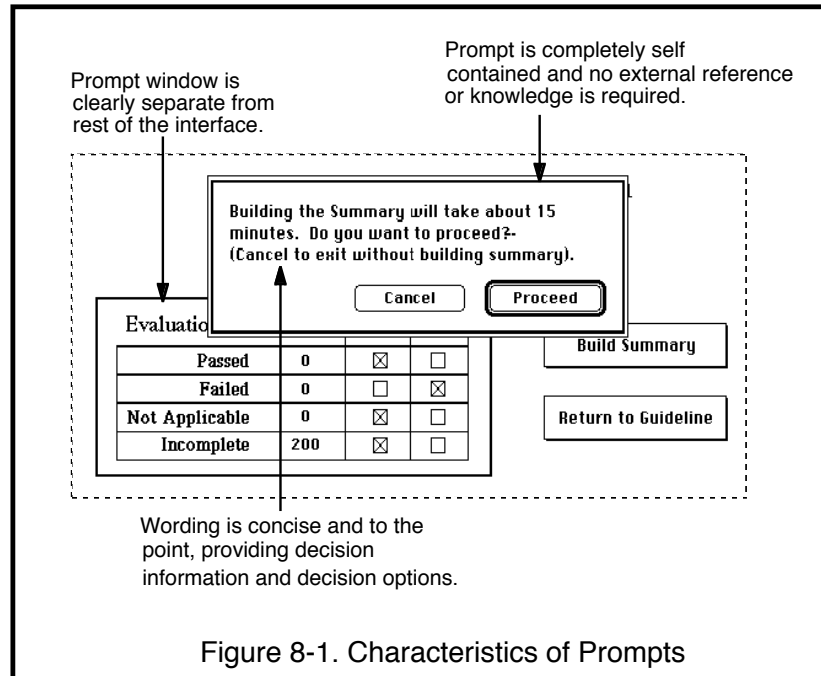 Prompt is completely self
contained and no external reference
or knowledge is required.
Prompt window is
clearly separate from
rest of the interface.
Building the Summary will take about 15
minutes. Do you want to proceed?-
(Cancel to exit without building summary).
Cancel
Proceed
Evaluatio
Passed 0
Failed 0
Not Applicable 0
Incomplete 200
Build Summary
Return to Guideline
Wording is concise and to the
point, providing decision
information and decision options.
Figure 8-1. Characteristics of Prompts